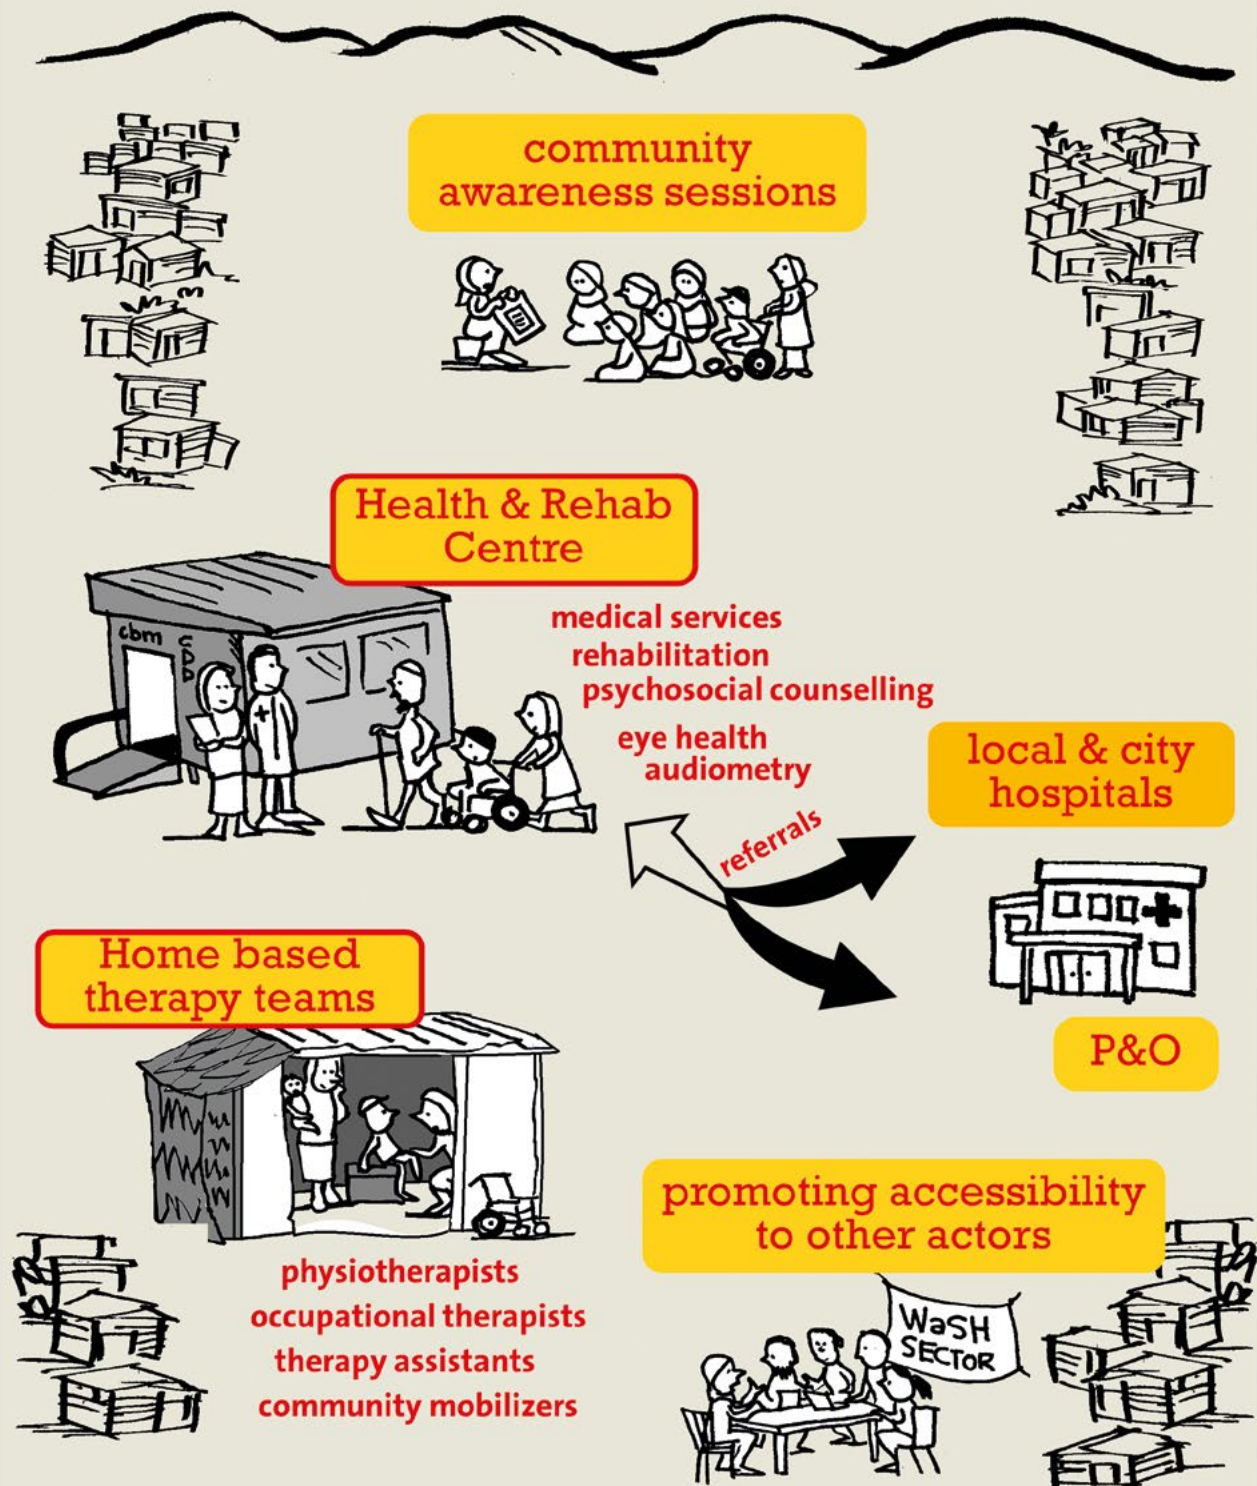 community
awareness sessions
Health & Rehab
Centre
cbm
CDD
medical services
rehabilitation
psychosocial counselling
eye health
audiometry
referrals
local & city
hospitals
P&O
Home based
therapy teams
physiotherapists
occupational therapists
therapy assistants
community mobilizers
promoting accessibility
to other actors
WaSH
SECToR